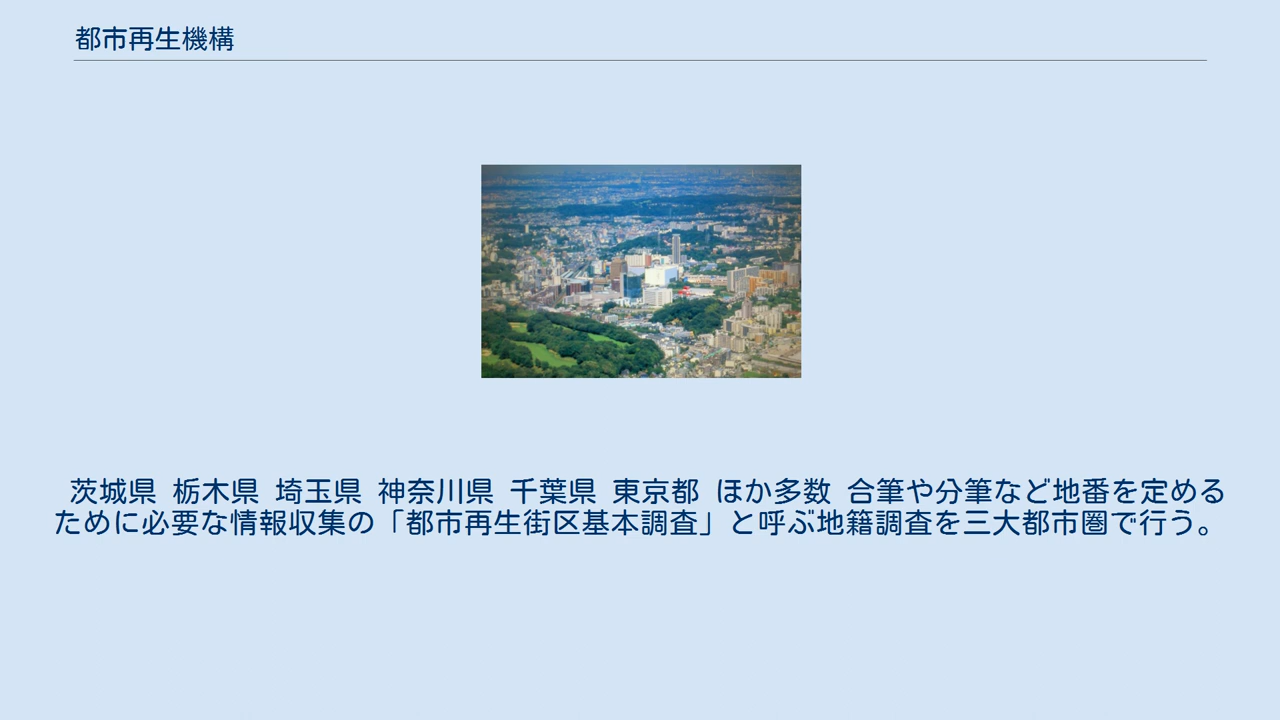 都市再生機構
茨城県 栃木県 埼玉県 神奈川県 千葉県 東京都 ほか多数 合筆や分筆など地番を定める
ために必要な情報収集の「都市再生街区基本調査」と呼ぶ地籍調査を三大都市圏で行う。